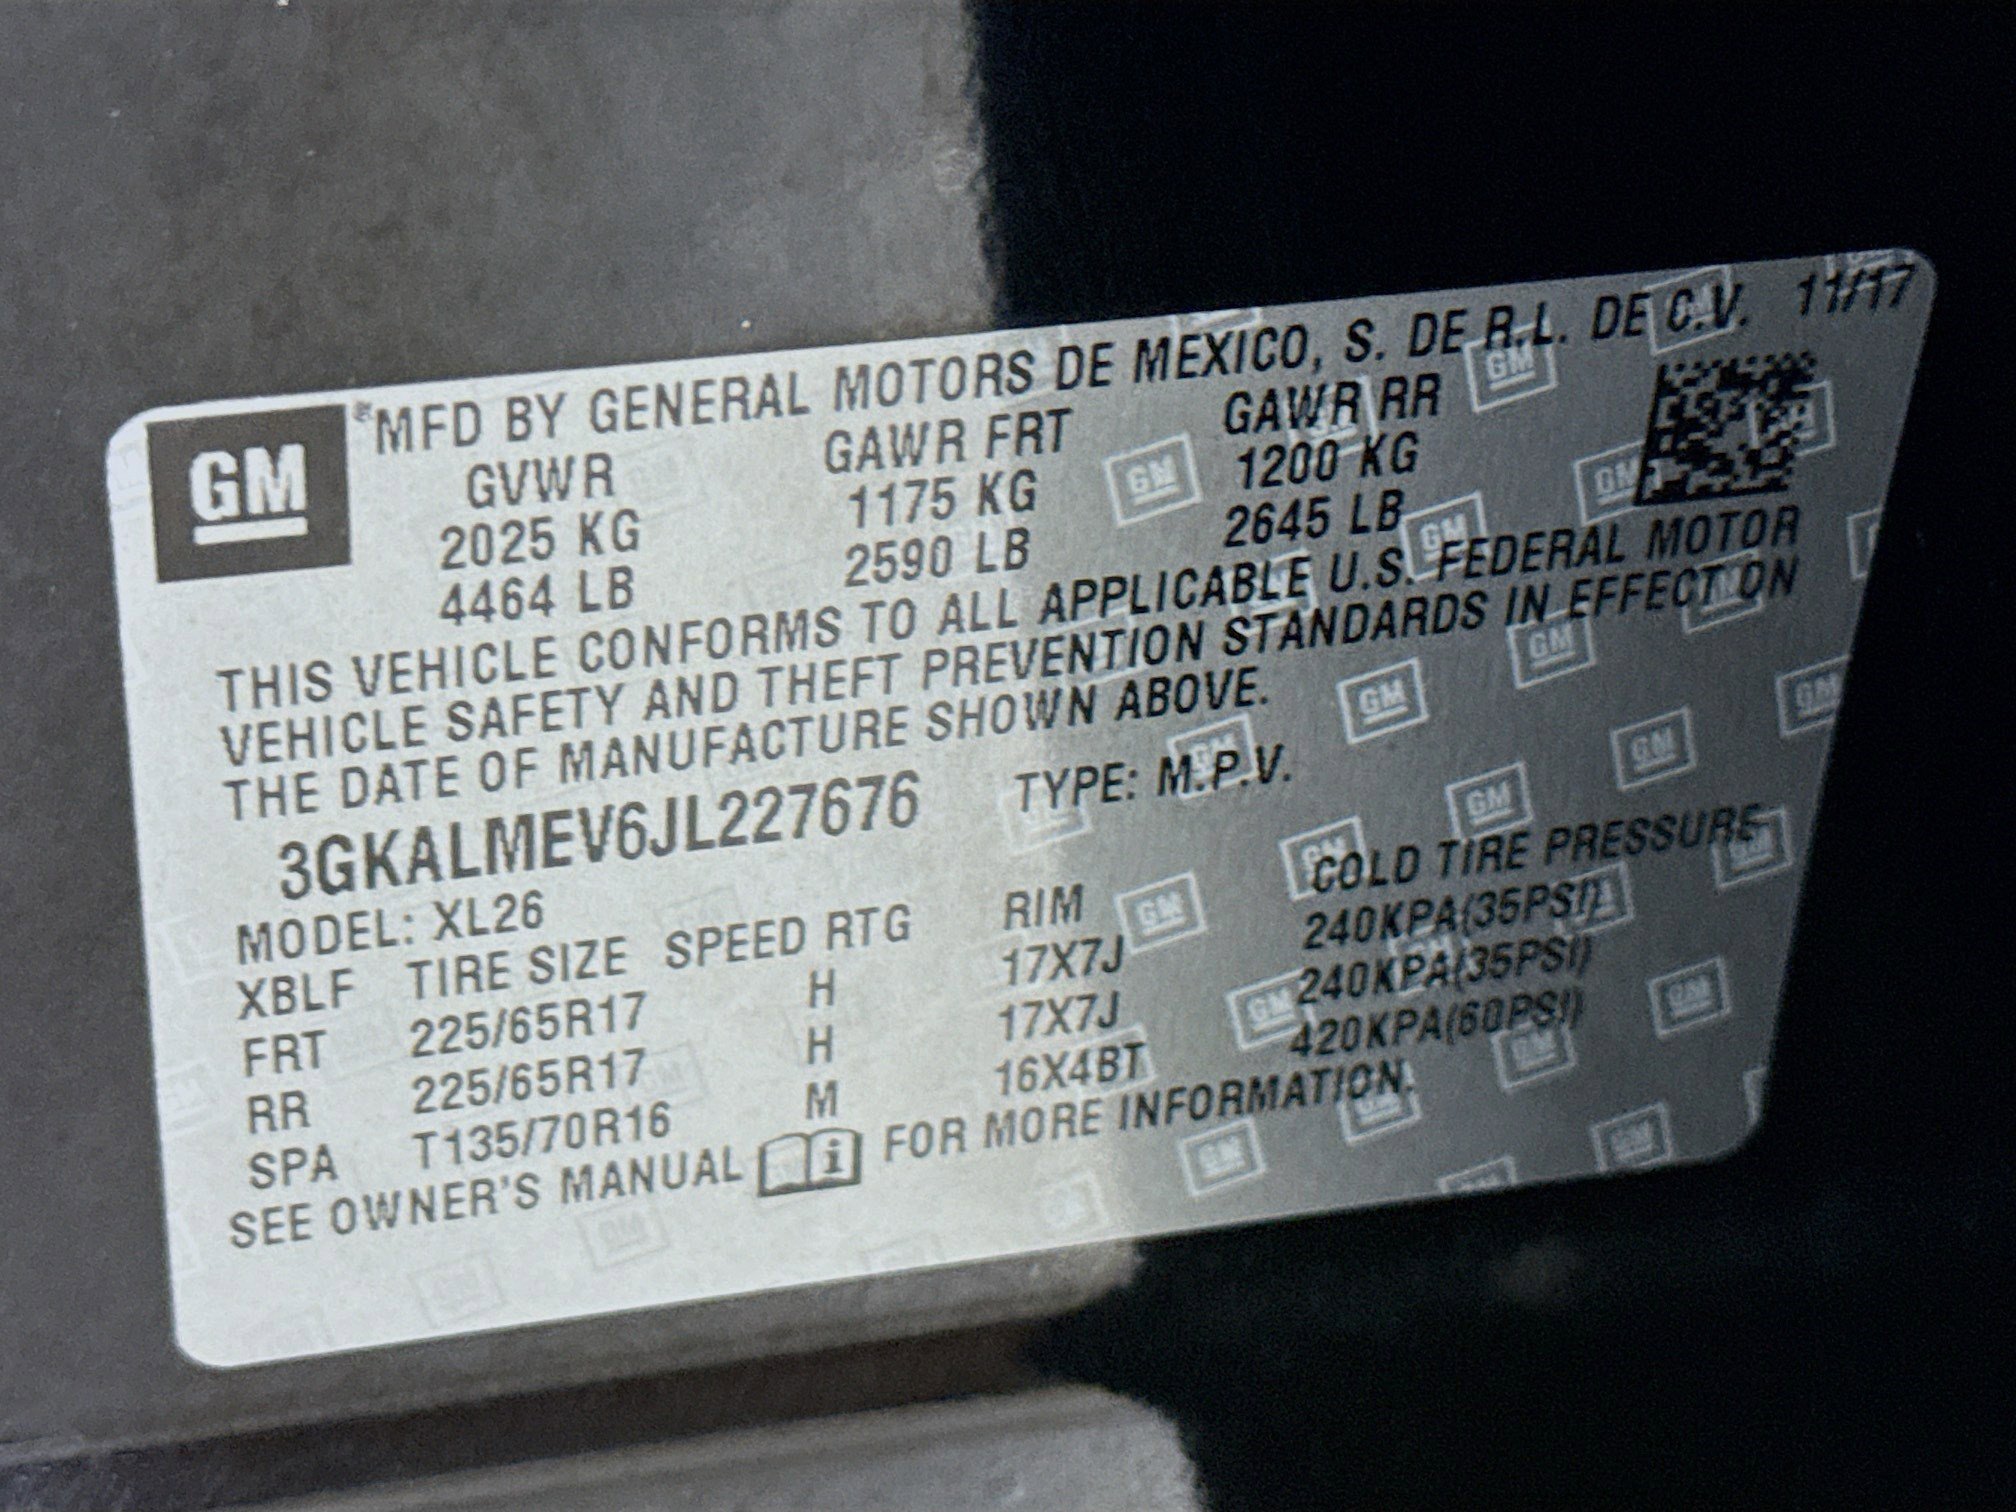 GM
MFD BY GENERAL MOTORS DE MEXICO, S. DE R.L. DE C.V. 11/17
GVWR GAWR FRT GAWR RR
2025 KG 1175 KG 1200 KG
4464 LB 2590 LB 2645 LB
THIS VEHICLE CONFORMS TO ALL APPLICABLE U.S. FEDERAL MOTOR
VEHICLE SAFETY AND THEFT PREVENTION STANDARDS IN EFFECT ON
THE DATE OF MANUFACTURE SHOWN ABOVE.
3GKALMEV6JL227676 TYPE: M.P.V.
MODEL: XL26
XBLF TIRE SIZE SPEED RTG RIM COLD TIRE PRESSURE
FRT 225/65R17 H 17X7J 240KPA(35PSI)
RR 225/65R17 H 17X7J 240KPA(35PSI)
SPA T135/70R16 M 16X4BT 420KPA(60PSI)
SEE OWNER'S MANUAL i FOR MORE INFORMATION.